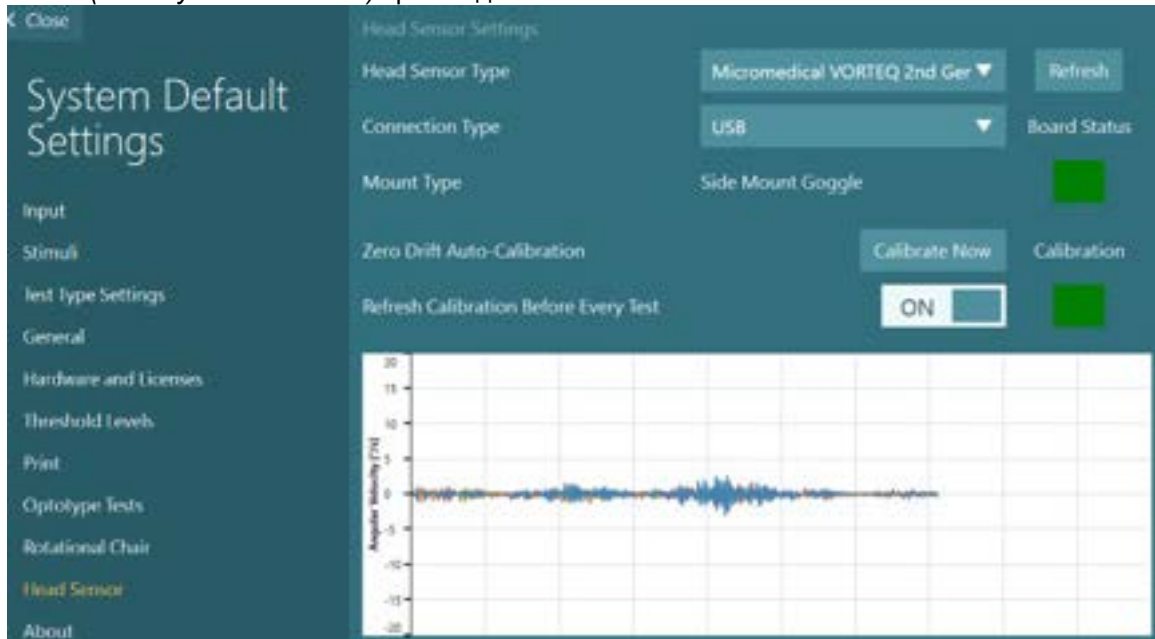 Close
System Default
Settings
Input
Stimuli
Test Type Settings
General
Hardware and Licenses
Threshold Levels
Print
Optotype Tests
Rotational Chair
Head Sensor
About
Head Sensor Settings
Head Sensor Type
Micromedical VORTEQ 2nd Ger
Refresh
Connection Type
USB
Board Status
Mount Type
Side Mount Goggle
Zero Drift Auto-Calibration
Calibrate Now
Calibration
Refresh Calibration Before Every Test
ON
Angular Velocity [°/s]
20
15
10
5
0
-5
-10
-15
-20